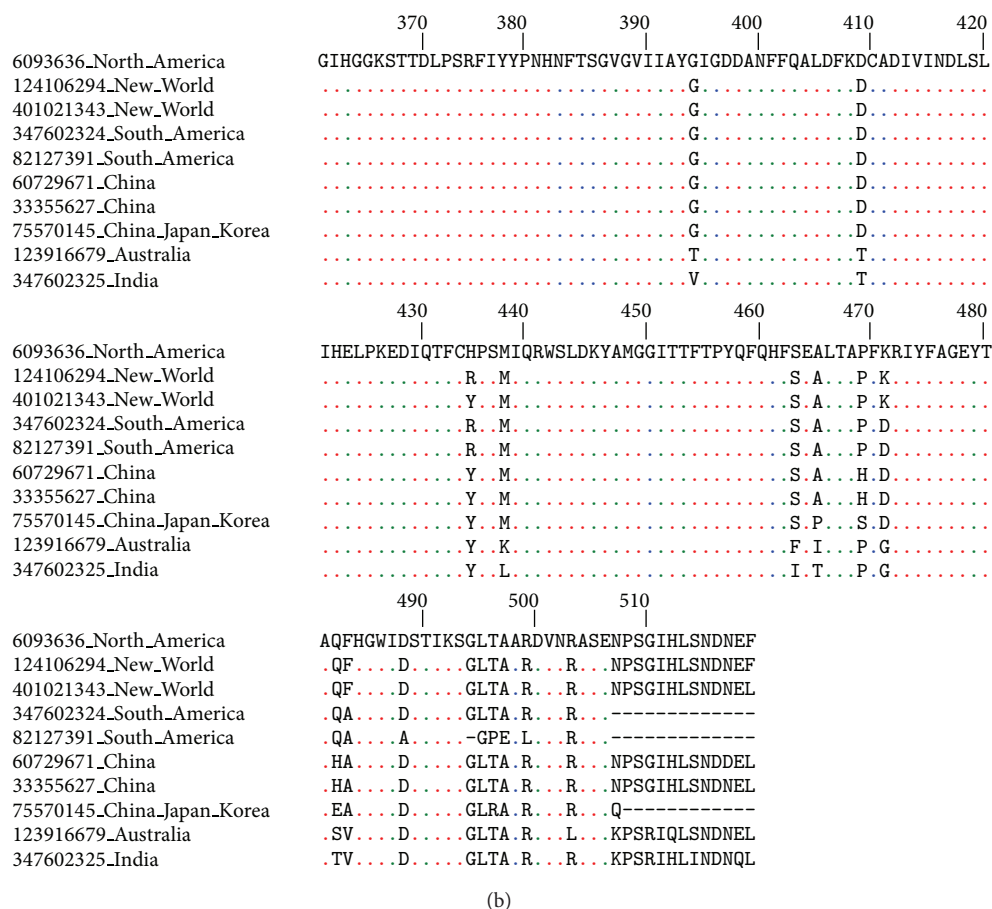 370 380 390 400 410 420
6093636_North_America GIHGGKSTTDLPSRFIYYPNHNFTSGVGVIIAYGIGDDANFFQALDFKDCADIVINDLSL
124106294_New_World .................................G..............D...........
401021343_New_World .................................G..............D...........
347602324_South_America .................................G..............D...........
82127391_South_America .................................G..............D...........
60729671_China .................................G..............D...........
33355627_China .................................G..............D...........
75570145_China_Japan_Korea .................................G..............D...........
123916679_Australia .................................T..............T...........
347602325_India .................................V..............T...........
430 440 450 460 470 480
6093636_North_America IHELPKEDIQTFCHPSMIQRWSLDKYAMGGITTFTPYQFQHFSEALTAPFKRIYFAGEYT
124106294_New_World .............R..M.........................S.A...P.K.........
401021343_New_World .............Y..M.........................S.A...P.K.........
347602324_South_America .............R..M.........................S.A...P.D.........
82127391_South_America .............R..M.........................S.A...P.D.........
60729671_China .............Y..M.........................S.A...H.D.........
33355627_China .............Y..M.........................S.A...H.D.........
75570145_China_Japan_Korea .............Y..M.........................S.P...S.D.........
123916679_Australia .............Y..K.........................F.I...P.G.........
347602325_India .............Y..L.........................I.T...P.G.........
490 500 510
6093636_North_America AQFHGWIDSTIKSGLTAARDVNRASENPSGIHLSNDNEF
124106294_New_World .QF....D.....GLTA.R...R...NPSGIHLSNDNEF
401021343_New_World .QF....D.....GLTA.R...R...NPSGIHLSNDNEL
347602324_South_America .QA....D.....GLTA.R...R...-------------
82127391_South_America .QA....A.....-GPE.L...R...-------------
60729671_China .HA....D.....GLTA.R...R...NPSGIHLSNDDEL
33355627_China .HA....D.....GLTA.R...R...NPSGIHLSNDNEL
75570145_China_Japan_Korea .EA....D.....GLRA.R...R...Q------------
123916679_Australia .SV....D.....GLTA.R...L...KPSRIQLSNDNEL
347602325_India .TV....D.....GLTA.R...R...KPSRIHLINDNQL
(b)